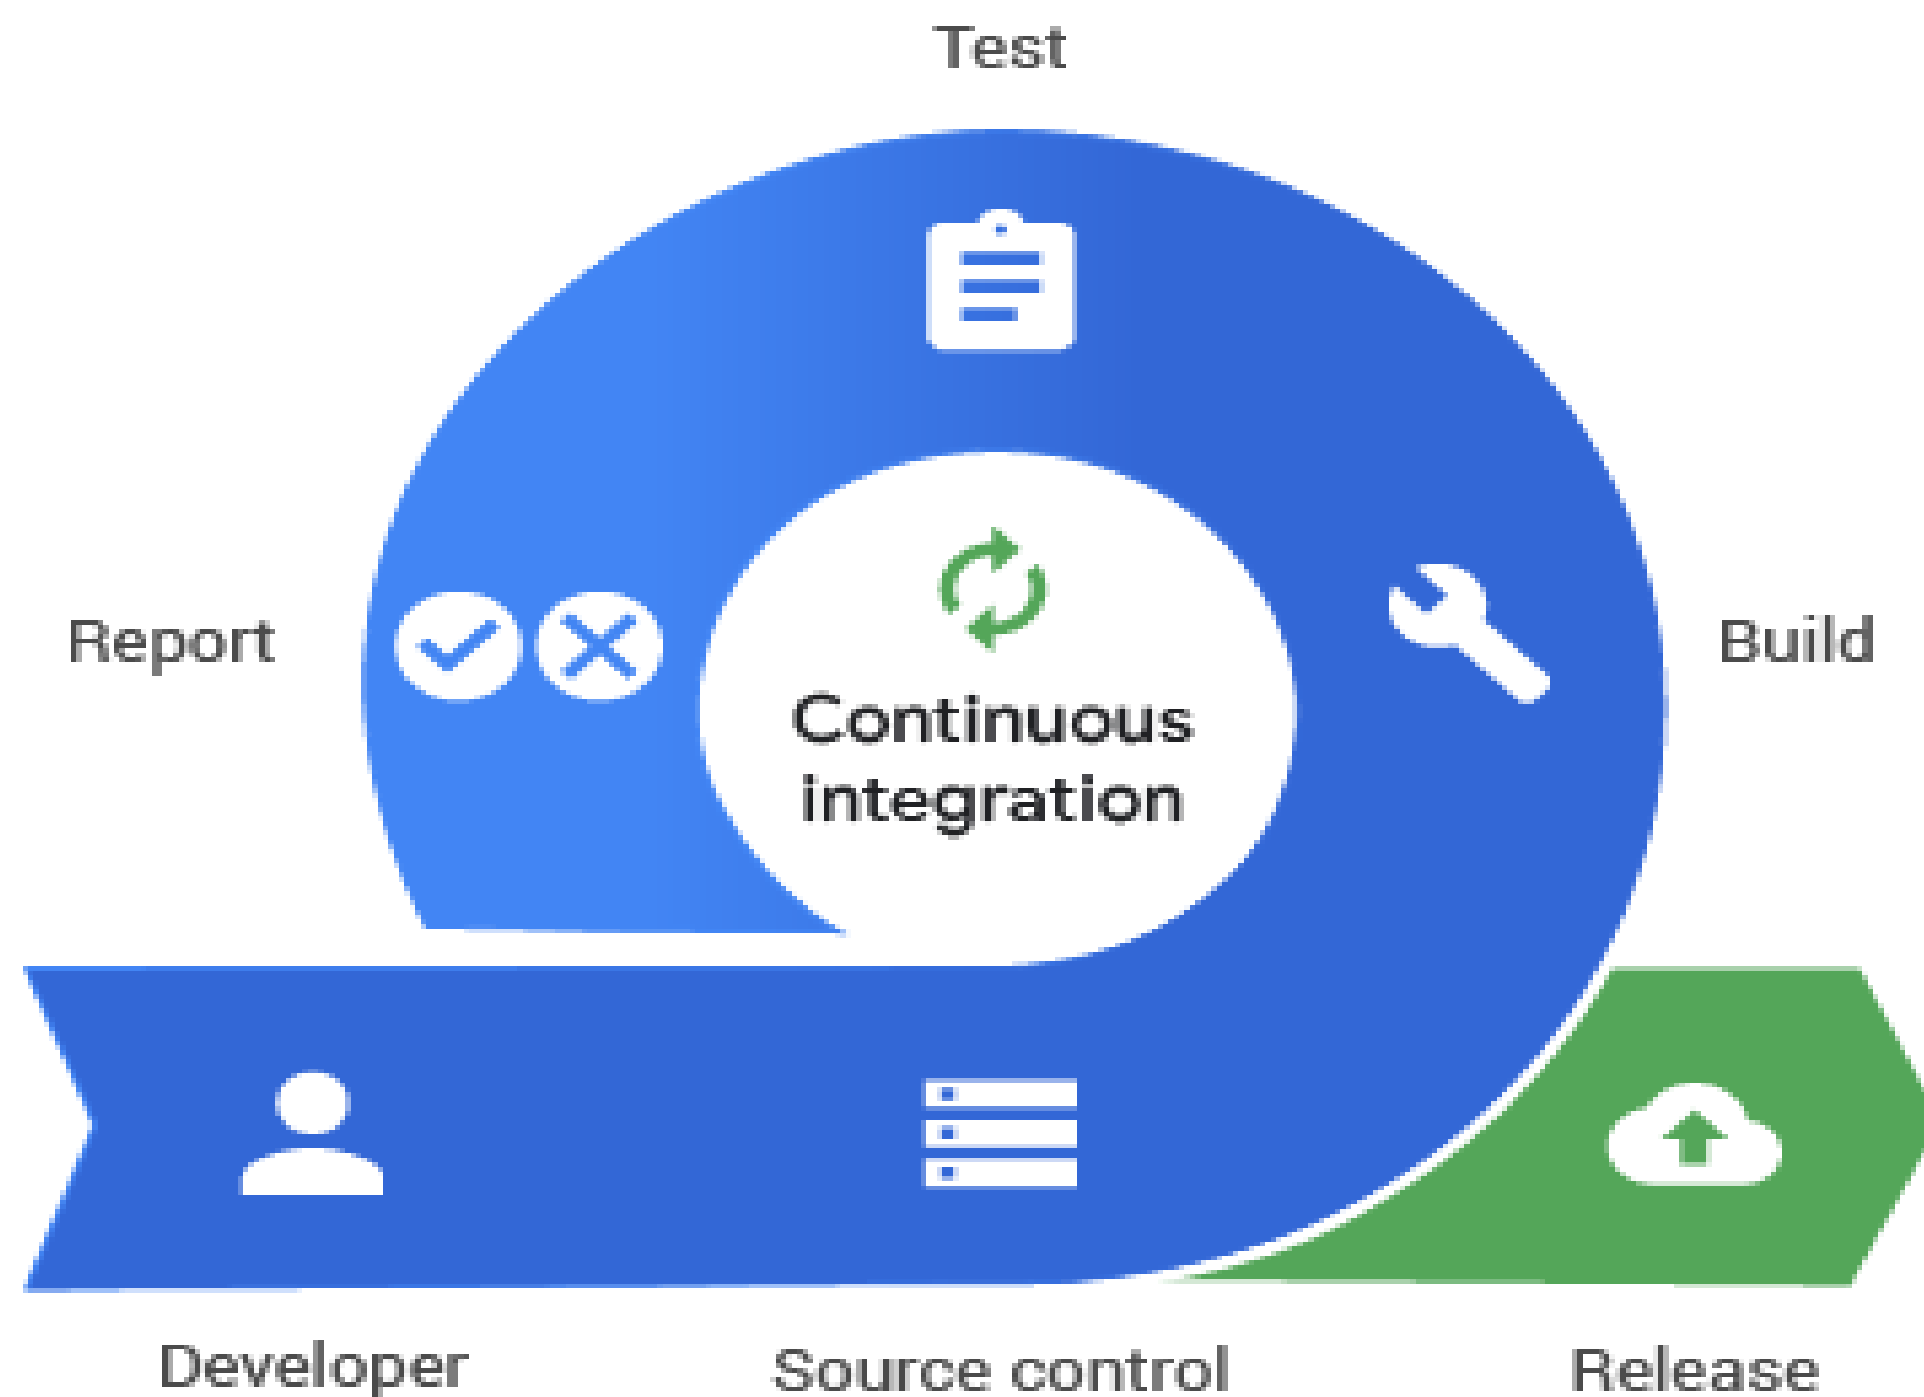 Test
Report
Build
Continuous
integration
Developer
Source control
Release